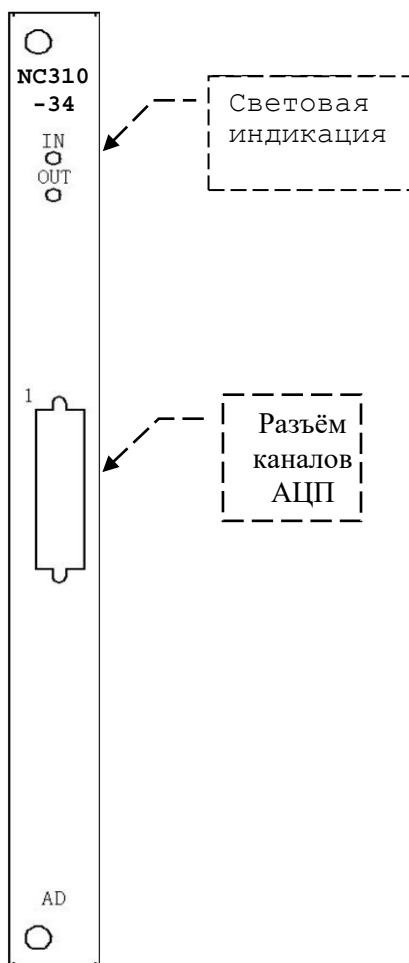 NC310
-34
IN
OUT
Световая
индикация
1
Разъём
каналов
АЦП
AD